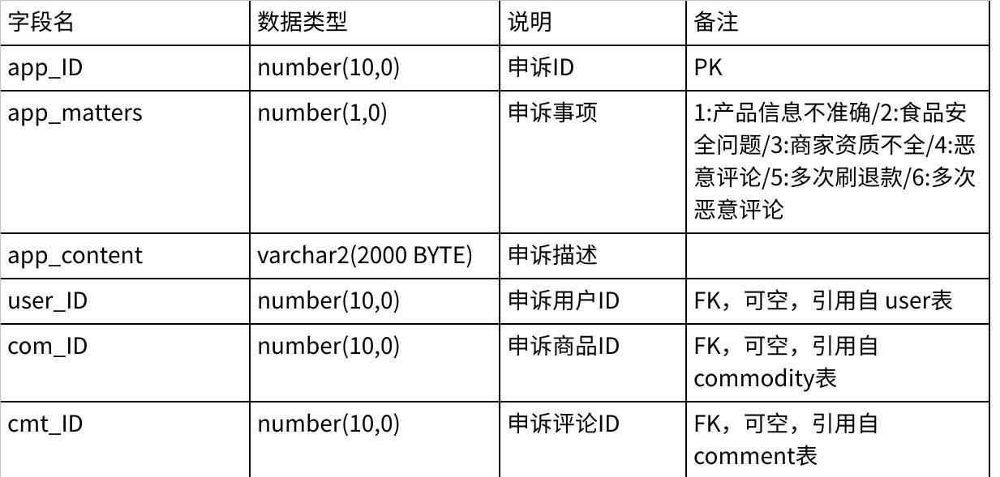 字段名 数据类型 说明 备注
app_ID number(10,0) 申诉ID PK
app_matters number(1,0) 申诉事项 1:产品信息不准确/2:食品安
全问题/3:商家资质不全/4:恶
意评论/5:多次刷退款/6:多次
恶意评论
app_content varchar2(2000 BYTE) 申诉描述
user_ID number(10,0) 申诉用户ID FK，可空，引用自 user表
com_ID number(10,0) 申诉商品ID FK，可空，引用自
commodity表
cmt_ID number(10,0) 申诉评论ID FK，可空，引用自
comment表